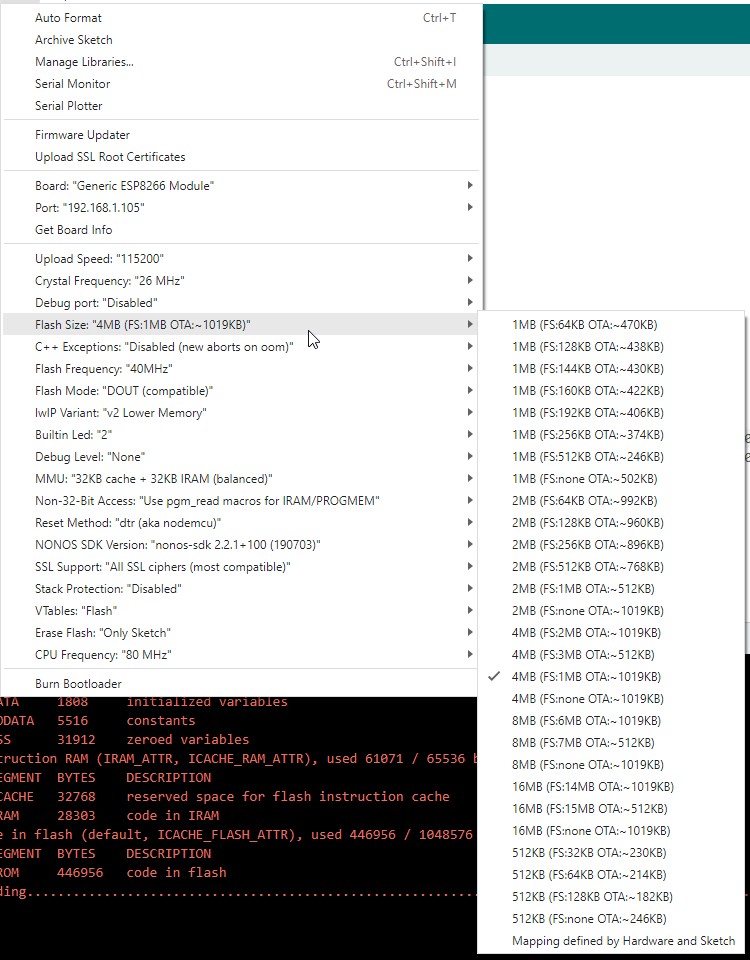 Auto Format Ctrl+T
Archive Sketch
Manage Libraries... Ctrl+Shift+I
Serial Monitor Ctrl+Shift+M
Serial Plotter
Firmware Updater
Upload SSL Root Certificates
Board: "Generic ESP8266 Module"
Port: "192.168.1.105"
Get Board Info
Upload Speed: "115200"
Crystal Frequency: "26 MHz"
Debug port: "Disabled"
Flash Size: "4MB (FS:1MB OTA:~1019KB)"
C++ Exceptions: "Disabled (new aborts on oom)"
Flash Frequency: "40MHz"
Flash Mode: "DOUT (compatible)"
lwIP Variant: "v2 Lower Memory"
Builtin Led: "2"
Debug Level: "None"
MMU: "32KB cache + 32KB IRAM (balanced)"
Non-32-Bit Access: "Use pgm_read macros for IRAM/PROGMEM"
Reset Method: "dtr (aka nodemcu)"
NONOS SDK Version: "nonos-sdk 2.2.1+100 (190703)"
SSL Support: "All SSL ciphers (most compatible)"
Stack Protection: "Disabled"
VTables: "Flash"
Erase Flash: "Only Sketch"
CPU Frequency: "80 MHz"
Burn Bootloader
1MB (FS:64KB OTA:~470KB)
1MB (FS:128KB OTA:~438KB)
1MB (FS:144KB OTA:~430KB)
1MB (FS:160KB OTA:~422KB)
1MB (FS:192KB OTA:~406KB)
1MB (FS:256KB OTA:~374KB)
1MB (FS:512KB OTA:~246KB)
1MB (FS:none OTA:~502KB)
2MB (FS:64KB OTA:~992KB)
2MB (FS:128KB OTA:~960KB)
2MB (FS:256KB OTA:~896KB)
2MB (FS:512KB OTA:~768KB)
2MB (FS:1MB OTA:~512KB)
2MB (FS:none OTA:~1019KB)
4MB (FS:2MB OTA:~1019KB)
4MB (FS:3MB OTA:~512KB)
4MB (FS:1MB OTA:~1019KB)
4MB (FS:none OTA:~1019KB)
8MB (FS:6MB OTA:~1019KB)
8MB (FS:7MB OTA:~512KB)
8MB (FS:none OTA:~1019KB)
16MB (FS:14MB OTA:~1019KB)
16MB (FS:15MB OTA:~512KB)
16MB (FS:none OTA:~1019KB)
512KB (FS:32KB OTA:~230KB)
512KB (FS:64KB OTA:~214KB)
512KB (FS:128KB OTA:~182KB)
512KB (FS:none OTA:~246KB)
Mapping defined by Hardware and Sketch
ATA 1808 initialized variables
ODATA 5516 constants
SS 31912 zeroed variables
truction RAM (IRAM_ATTR, ICACHE_RAM_ATTR), used 61071 / 65536 b
EGMENT BYTES DESCRIPTION
CACHE 32768 reserved space for flash instruction cache
RAM 28303 code in IRAM
e in flash (default, ICACHE_FLASH_ATTR), used 446956 / 1048576
EGMENT BYTES DESCRIPTION
ROM 446956 code in flash
ding........................................................